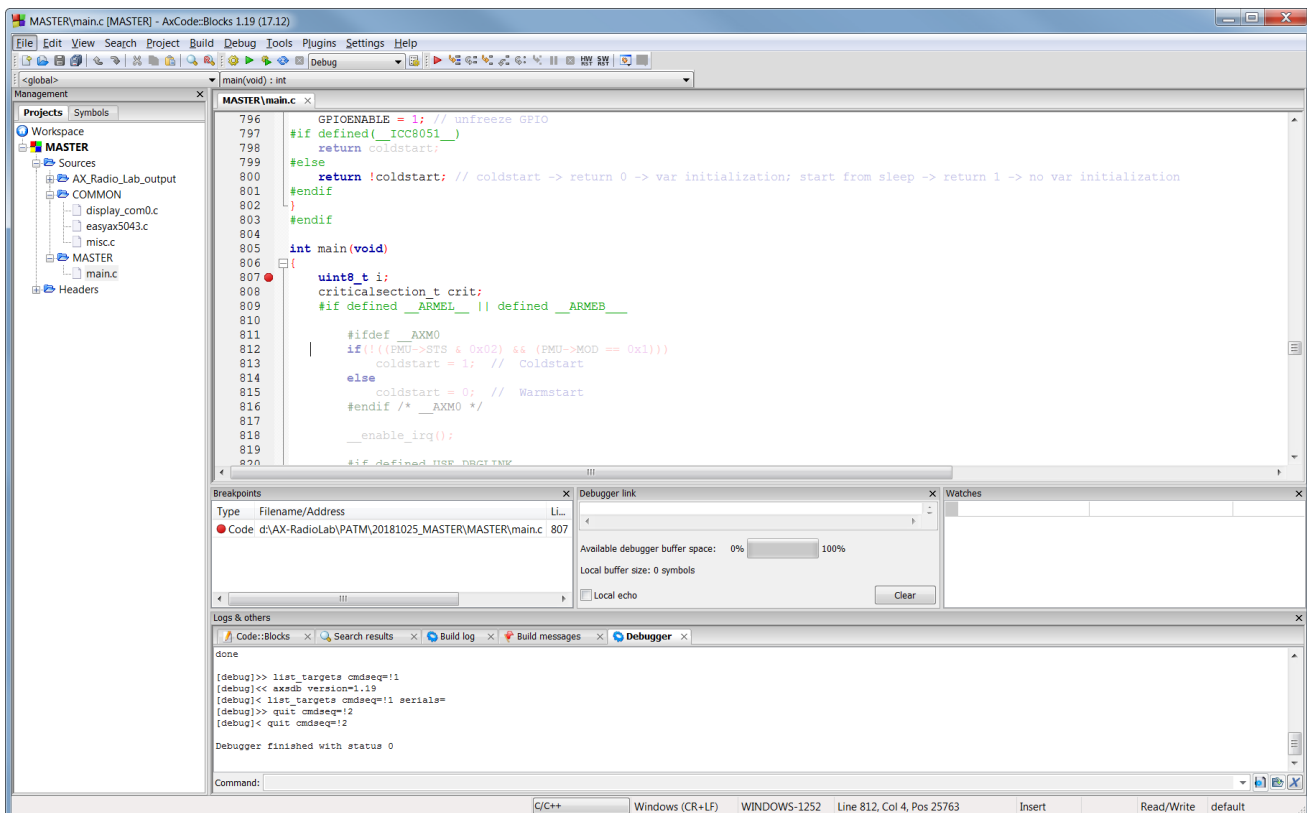 MASTER\main.c [MASTER] - AxCode::Blocks 1.19 (17.12)
File Edit View Search Project Build Debug Tools Plugins Settings Help
Debug
HW RST SW RST
<global> main(void) : int
Management
Projects Symbols
Workspace
MASTER
Sources
AX_Radio_Lab_output
COMMON
display_com0.c
easyax5043.c
misc.c
MASTER
main.c
Headers
MASTER\main.c
796 GPIOENABLE = 1; // unfreeze GPIO
797 #if defined(__ICC8051__)
798 return coldstart;
799 #else
800 return !coldstart; // coldstart -> return 0 -> var initialization; start from sleep -> return 1 -> no var initialization
801 #endif
802 }
803 #endif
804
805 int main(void)
806 {
807 uint8_t i;
808 criticalsection_t crit;
809 #if defined __ARMEL__ || defined __ARMEB__
810
811 #ifdef __AXM0
812 if(!((PMU->STS & 0x02) && (PMU->MOD == 0x1)))
813 coldstart = 1; // Coldstart
814 else
815 coldstart = 0; // Warmstart
816 #endif /* __AXM0 */
817
818 __enable_irq();
819
820 #if defined USE_DBGLINK
Breakpoints
Type Filename/Address Li...
Code d:\AX-RadioLab\PATM\20181025_MASTER\MASTER\main.c 807
Debugger link
Available debugger buffer space: 0% 100%
Local buffer size: 0 symbols
Local echo Clear
Watches
Logs & others
Code::Blocks Search results Build log Build messages Debugger
done
[debug]>> list_targets cmdseq=!1
[debug]<< axsdb version=1.19
[debug]< list_targets cmdseq=!1 serials=
[debug]>> quit cmdseq=!2
[debug]< quit cmdseq=!2
Debugger finished with status 0
Command:
C/C++ Windows (CR+LF) WINDOWS-1252 Line 812, Col 4, Pos 25763 Insert Read/Write default